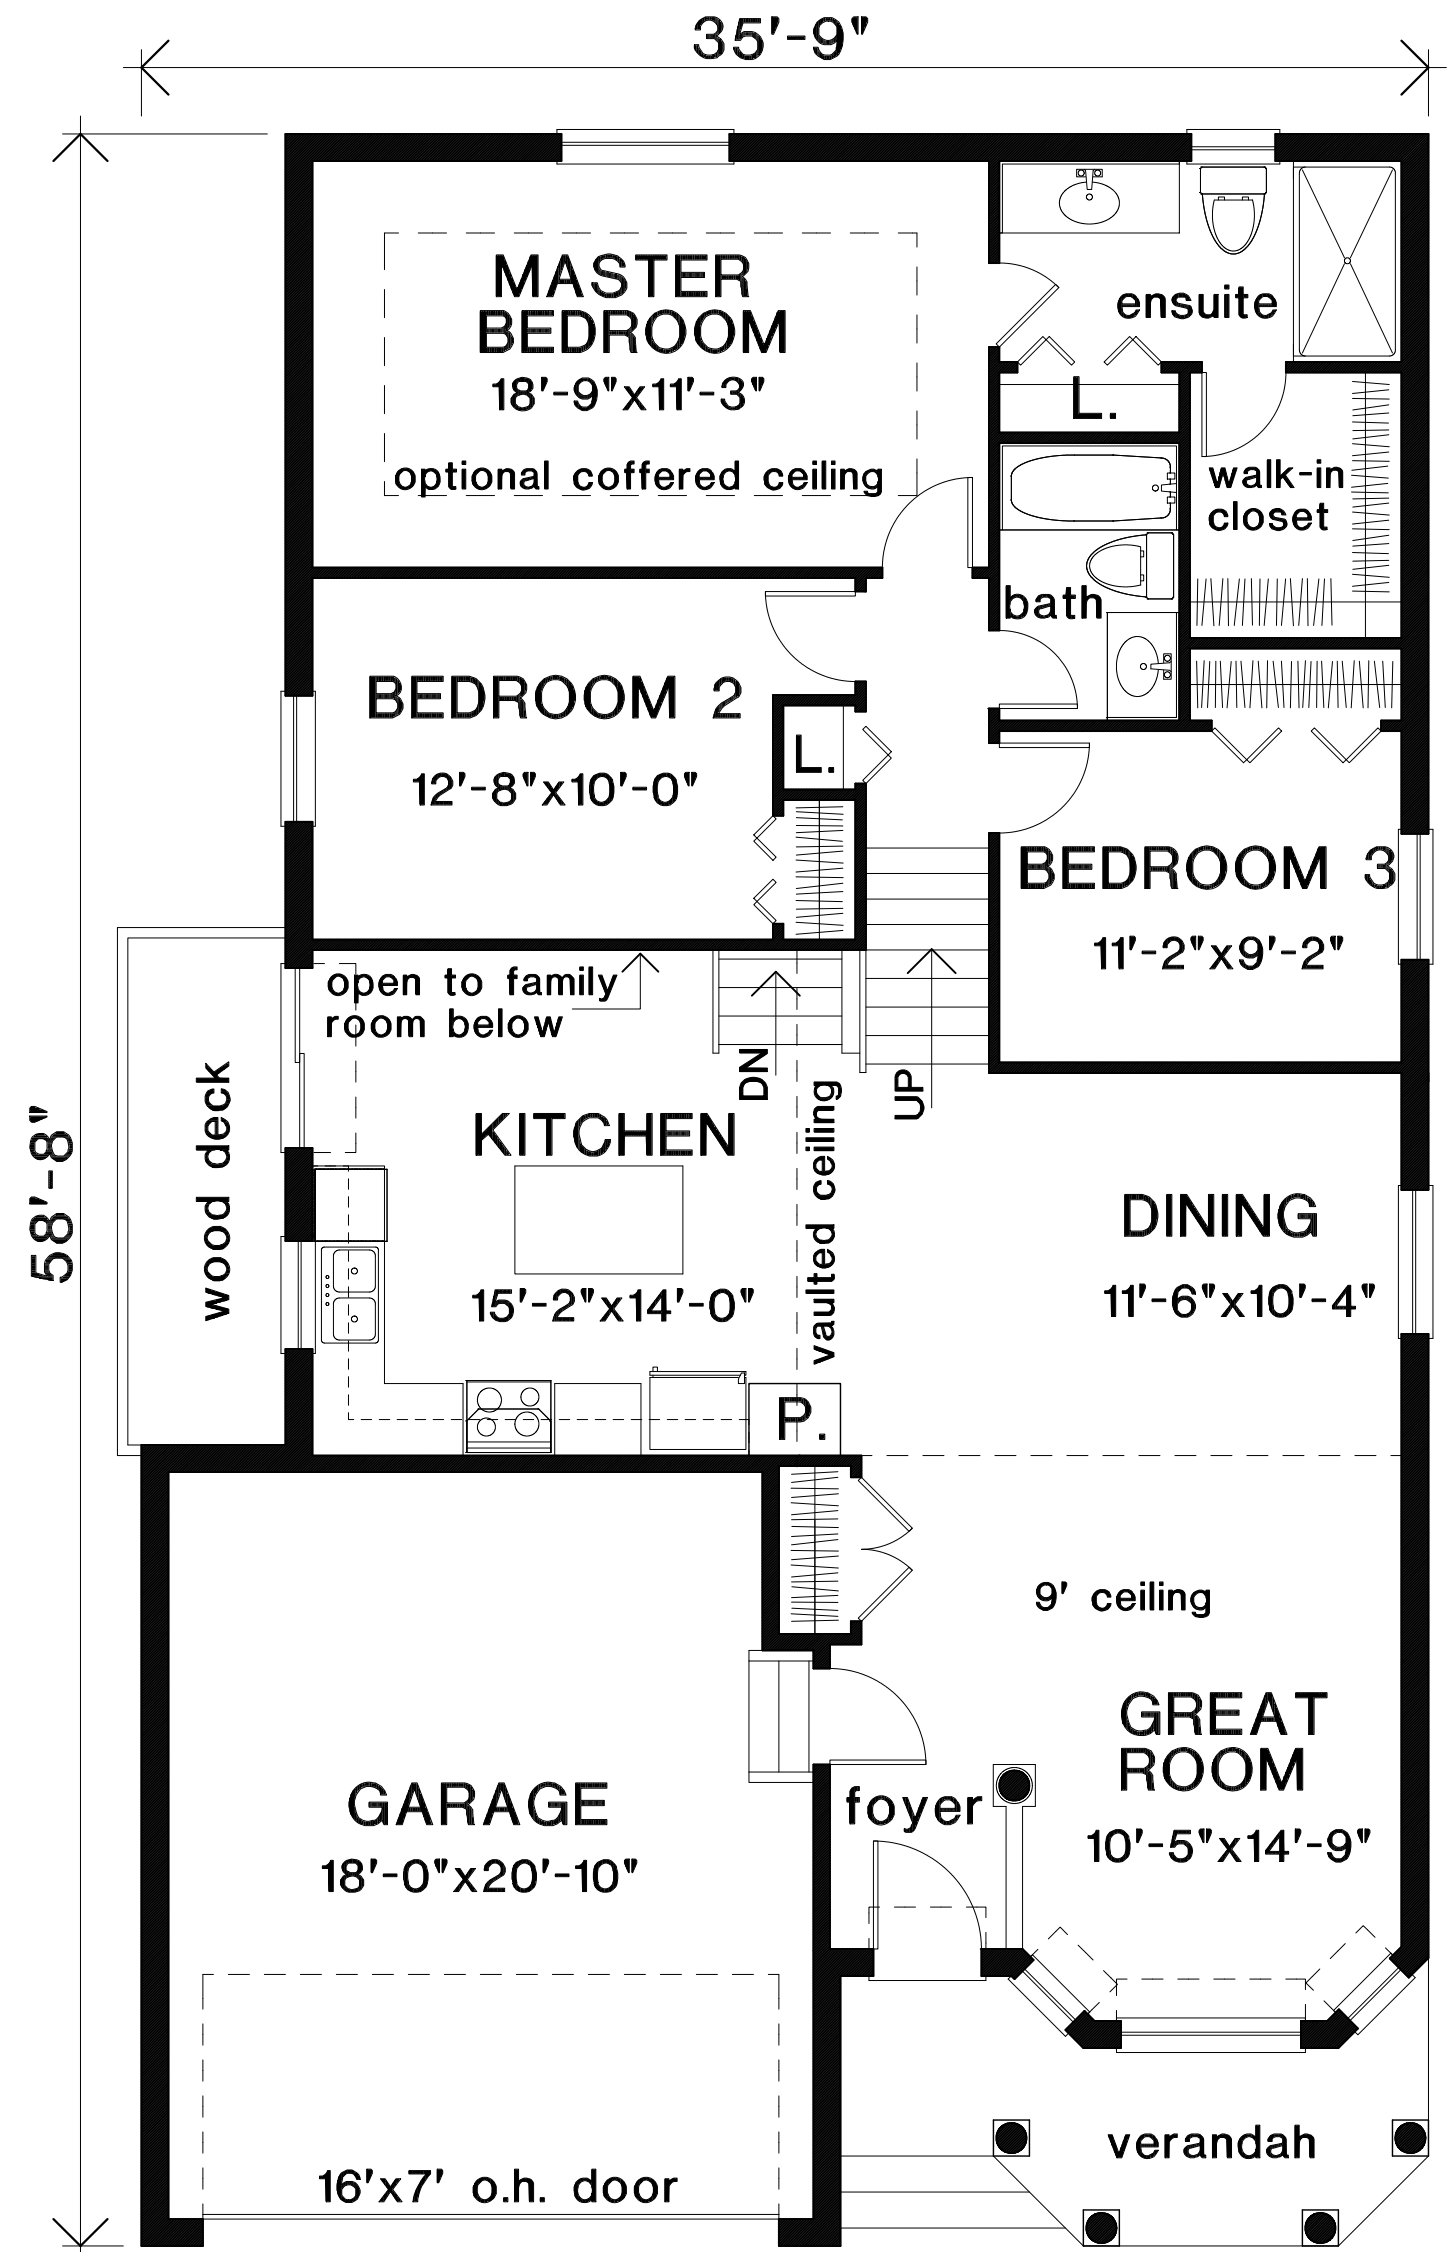 35'-9"
MASTER
BEDROOM
18'-9"x11'-3"
optional coffered ceiling
ensuite
L.
walk-in
closet
bath
BEDROOM 2
12'-8"x10'-0"
L.
BEDROOM 3
11'-2"x9'-2"
open to family
room below
DN
UP
wood deck
58'-8"
KITCHEN
15'-2"x14'-0"
vaulted ceiling
DINING
11'-6"x10'-4"
P.
9' ceiling
GREAT
ROOM
10'-5"x14'-9"
foyer
GARAGE
18'-0"x20'-10"
verandah
16'x7' o.h. door